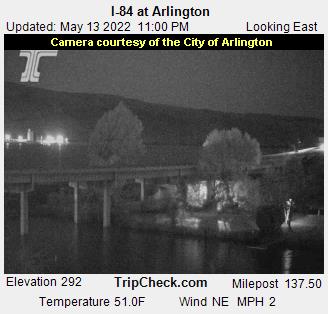 I-84 at Arlington
Updated: May 13 2022 11:00 PM Looking East
Camera courtesy of the City of Arlington
Elevation 292 TripCheck.com Milepost 137.50
Temperature 51.0F Wind NE MPH 2